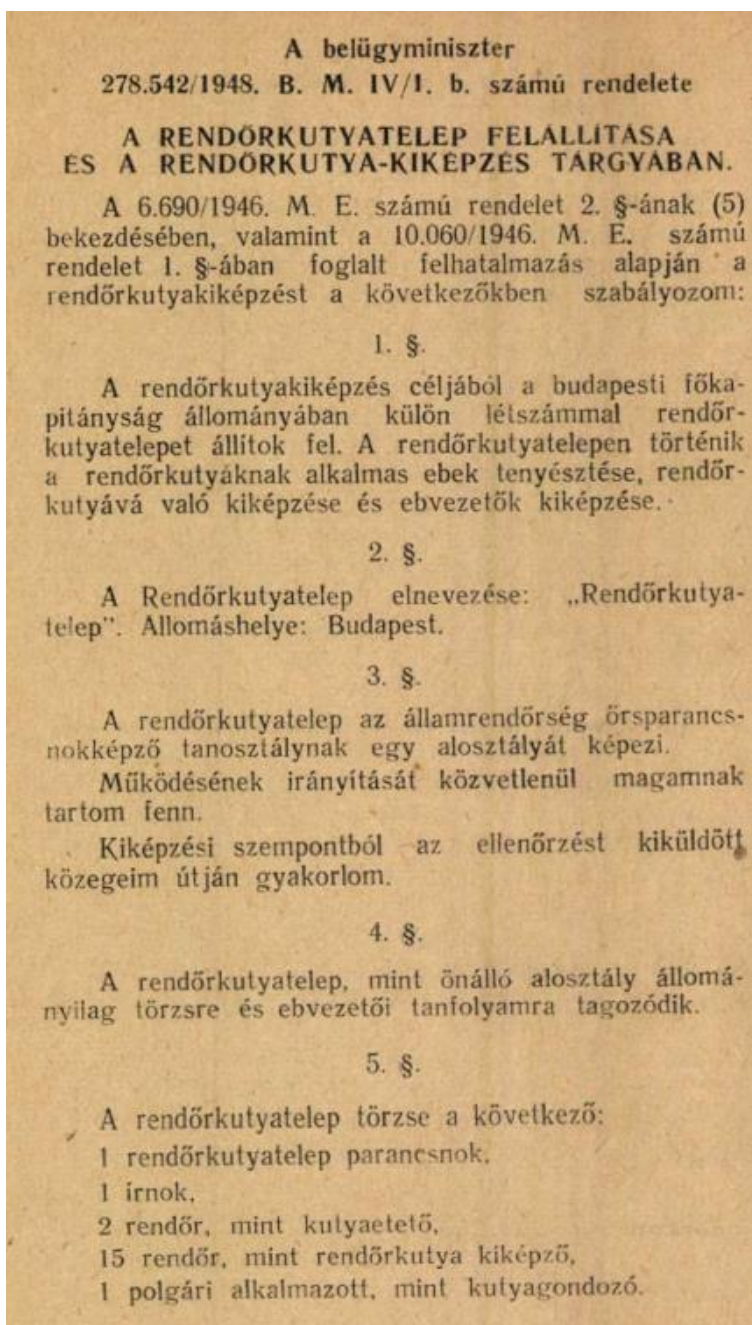 A belügyminiszter
278.542/1948. B. M. IV/1. b. számú rendelete
A RENDŐRKUTYATELEP FELALLITASA
ÉS A RENDŐRKUTYA-KIKÉPZÉS TARGYABAN.
A 6.690/1946. M. E. számú rendelet 2. §-ának (5)
bekezdésében, valamint a 10.060/1946. M. E. számú
rendelet 1. §-ában foglalt felhatalmazás alapján a
rendőrkutyakiképzést a következőkben szabályozom:
1. §.
A rendőrkutyakiképzés céljából a budapesti főka-
pitányság állományában külön létszámmal rendőr-
kutyatelepet állítok fel. A rendőrkutyatelepen történik
a rendőrkutyáknak alkalmas ebek tenyésztése, rendőr-
kutyává való kiképzése és ebvezetők kiképzése.
2. §.
A Rendőrkutyatelep elnevezése: „Rendőrkutya-
telep". Allomáshelye: Budapest.
3. §.
A rendőrkutyatelep az államrendőrség őrsparancs-
nokképző tanosztálynak egy alosztályát képezi.
Működésének irányítását közvetlenül magamnak
tartom fenn.
Kiképzési szempontból az ellenőrzést kiküldött
közegeim útján gyakorlom.
4. §.
A rendőrkutyatelep, mint önálló alosztály állomá-
nyilag törzsre és ebvezetői tanfolyamra tagozódik.
5. §.
A rendőrkutyatelep törzse a következő:
1 rendőrkutyatelep parancsnok,
1 írnok,
2 rendőr, mint kutyaetető,
15 rendőr, mint rendőrkutya kiképző,
1 polgári alkalmazott, mint kutyagondozó.